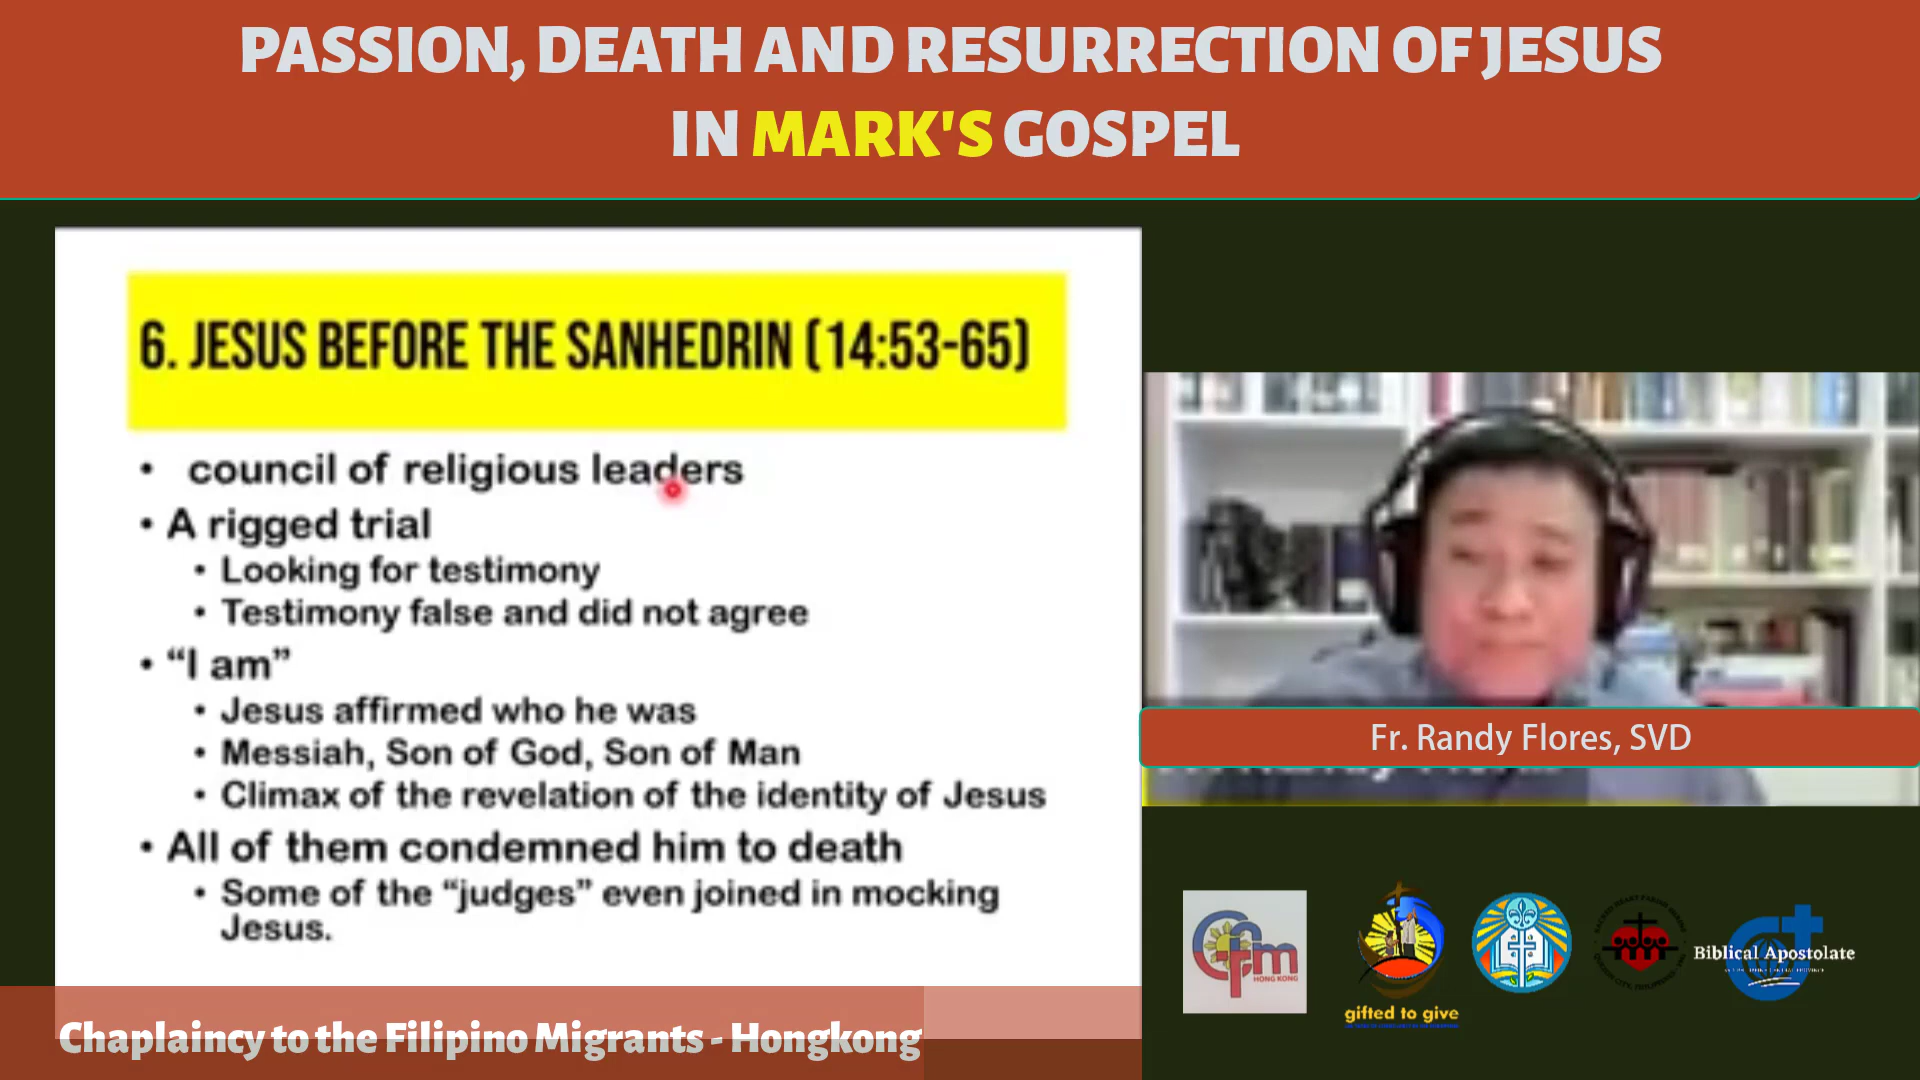 PASSION, DEATH AND RESURRECTION OF JESUS
IN MARK'S GOSPEL
6. JESUS BEFORE THE SANHEDRIN (14:53-65)
• council of religious leaders
• A rigged trial
• Looking for testimony
• Testimony false and did not agree
• “I am”
• Jesus affirmed who he was
• Messiah, Son of God, Son of Man
• Climax of the revelation of the identity of Jesus
• All of them condemned him to death
• Some of the “judges” even joined in mocking
Jesus.
Fr. Randy Flores, SVD
cfm
HONG KONG
gifted to give
Biblical Apostolate
Chaplaincy to the Filipino Migrants - Hongkong